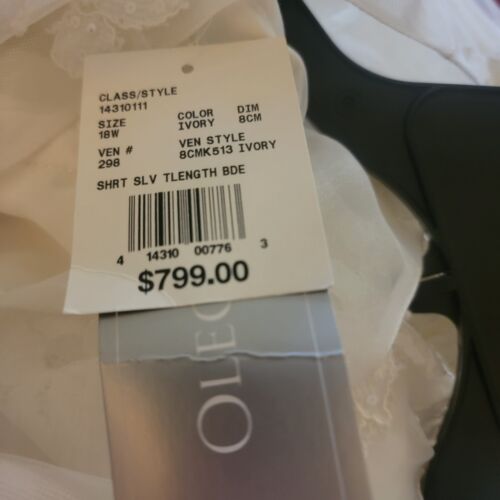 CLASS/STYLE
14310111
SIZE COLOR DIM
18W IVORY 8CM
VEN # VEN STYLE
298 8CMK513 IVORY
SHRT SLV TLENGTH BDE
4 14310 00776 3
$799.00
OLEG